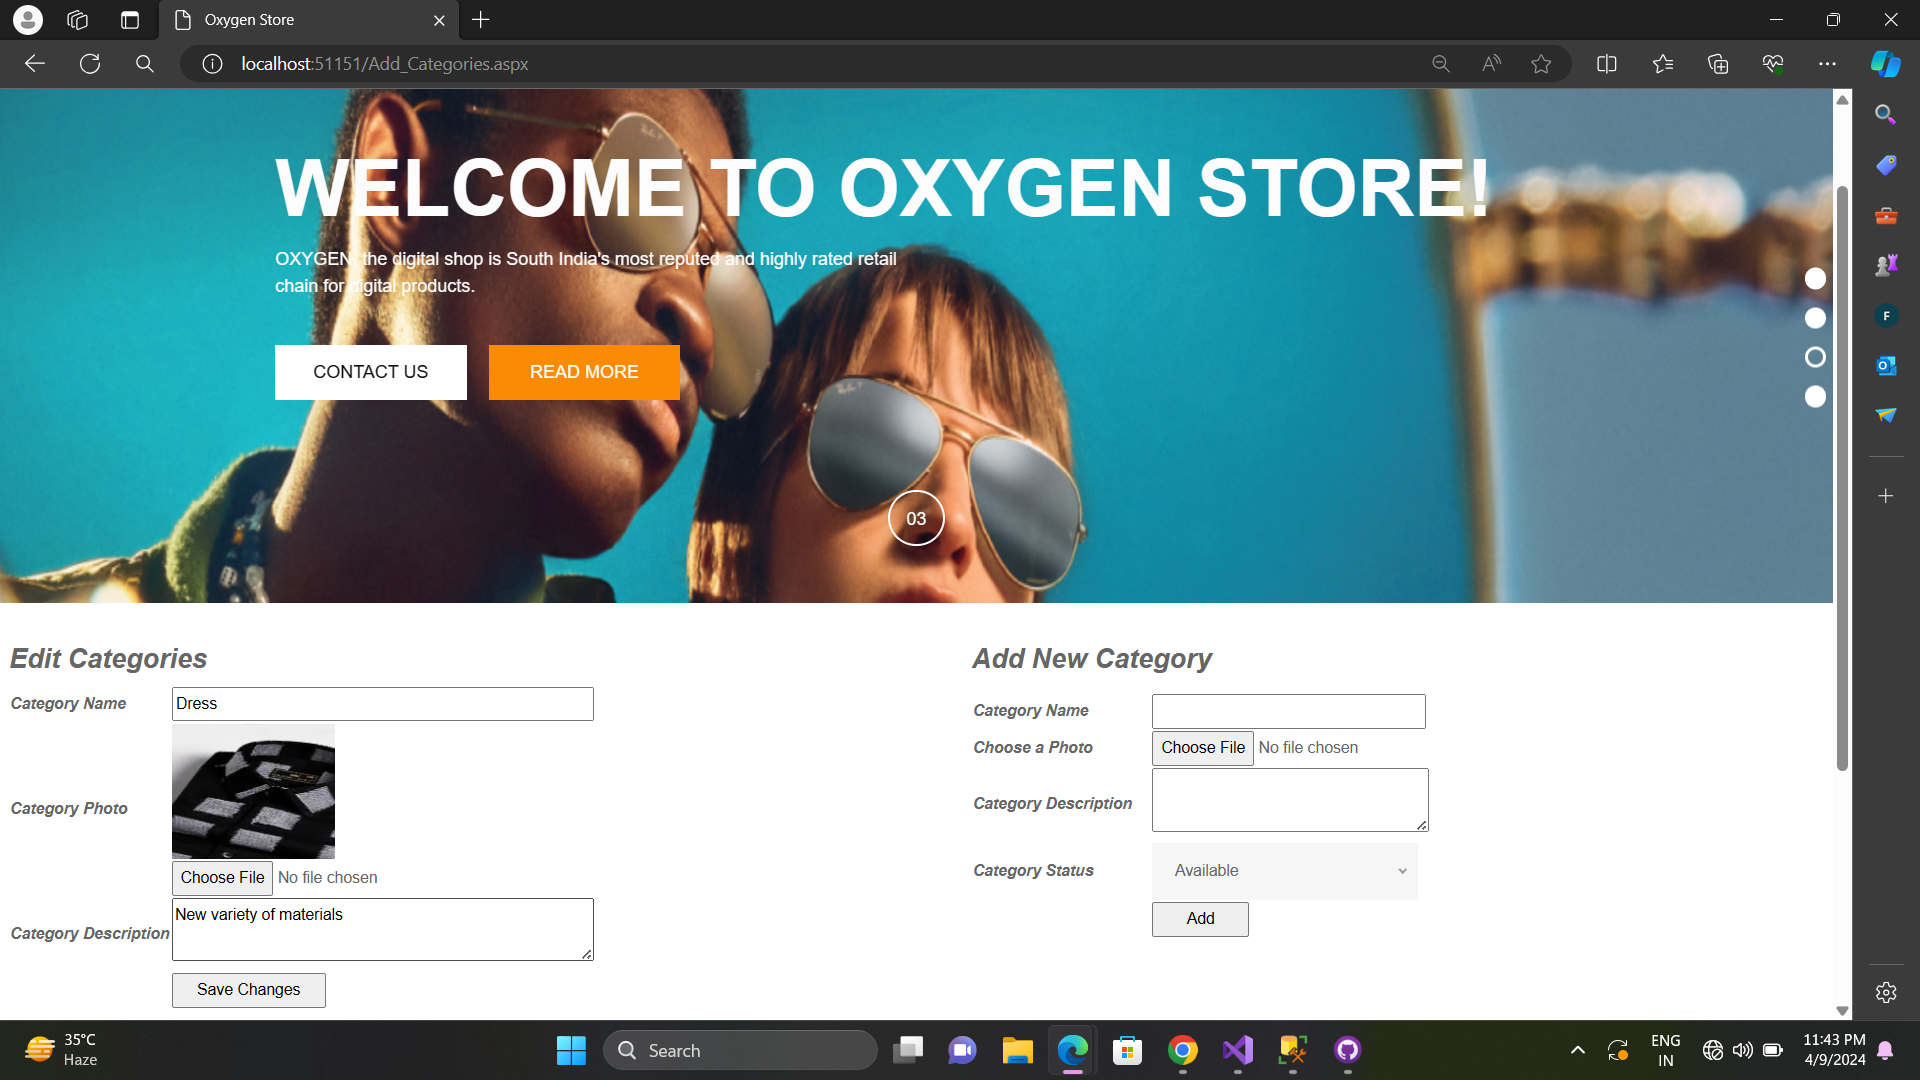 Oxygen Store
localhost:51151/Add_Categories.aspx
WELCOME TO OXYGEN STORE!
OXYGEN, the digital shop is South India's most reputed and highly rated retail
chain for digital products.
CONTACT US
READ MORE
03
Edit Categories
Category Name
Dress
Category Photo
Choose File No file chosen
Category Description
New variety of materials
Save Changes
Add New Category
Category Name
Choose a Photo
Choose File No file chosen
Category Description
Category Status
Available
Add
F
35°C
Haze
Search
ENG
IN
11:43 PM
4/9/2024